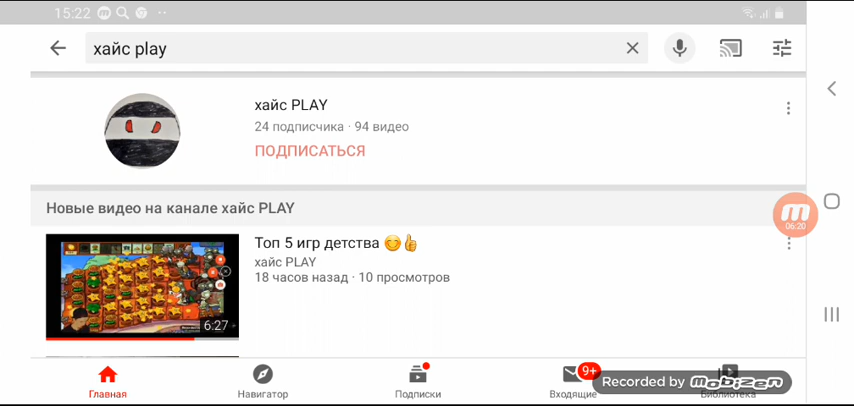 15:22
хайс play
хайс PLAY
24 подписчика · 94 видео
ПОДПИСАТЬСЯ
Новые видео на канале хайс PLAY
Топ 5 игр детства 😊👍
хайс PLAY
18 часов назад · 10 просмотров
6:27
06:20
Главная
Навигатор
Подписки
Входящие
9+
Библиотека
Recorded by MOBIZEN